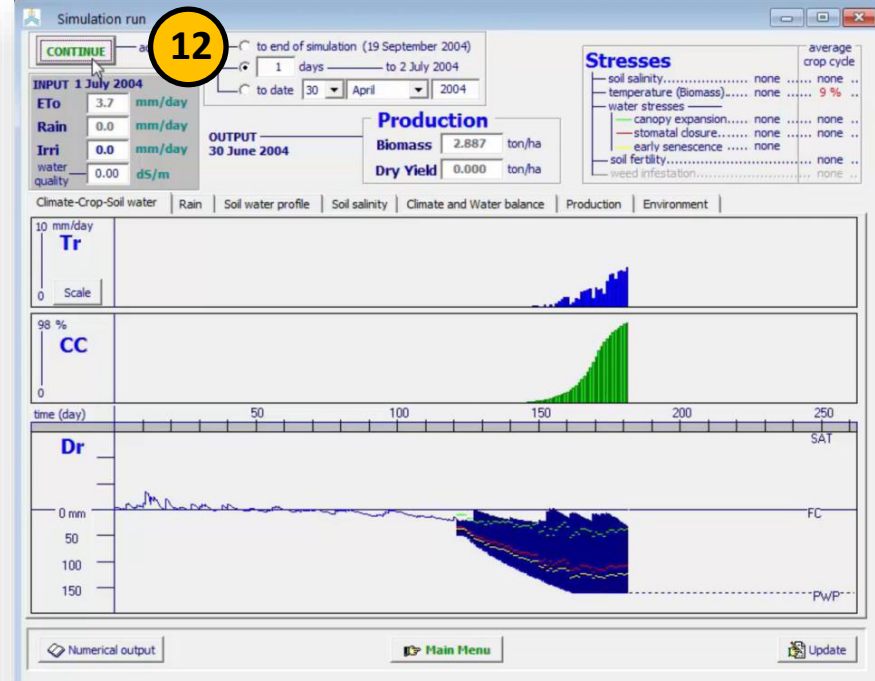 Simulation run
12
CONTINUE
to end of simulation (19 September 2004)
1 days to 2 July 2004
to date 30 April 2004
INPUT 1 July 2004
ETo 3.7 mm/day
Rain 0.0 mm/day
Irri 0.0 mm/day
water quality 0.00 dS/m
OUTPUT
30 June 2004
Production
Biomass 2.887 ton/ha
Dry Yield 0.000 ton/ha
Stresses
average
crop cycle
soil salinity................ none ...... none ..
temperature (Biomass)..... none ...... 9 % ..
water stresses
canopy expansion...... none ...... none ..
stomatal closure...... none ...... none ..
early senescence ..... none
soil fertility................................ none ..
weed infestation........................ none ..
Climate-Crop-Soil water Rain Soil water profile Soil salinity Climate and Water balance Production Environment
10 mm/day
Tr
0 Scale
98 %
CC
0
time (day) 50 100 150 200 250
Dr
SAT
0 mm
FC
50
100
150
PWP
Numerical output Main Menu Update